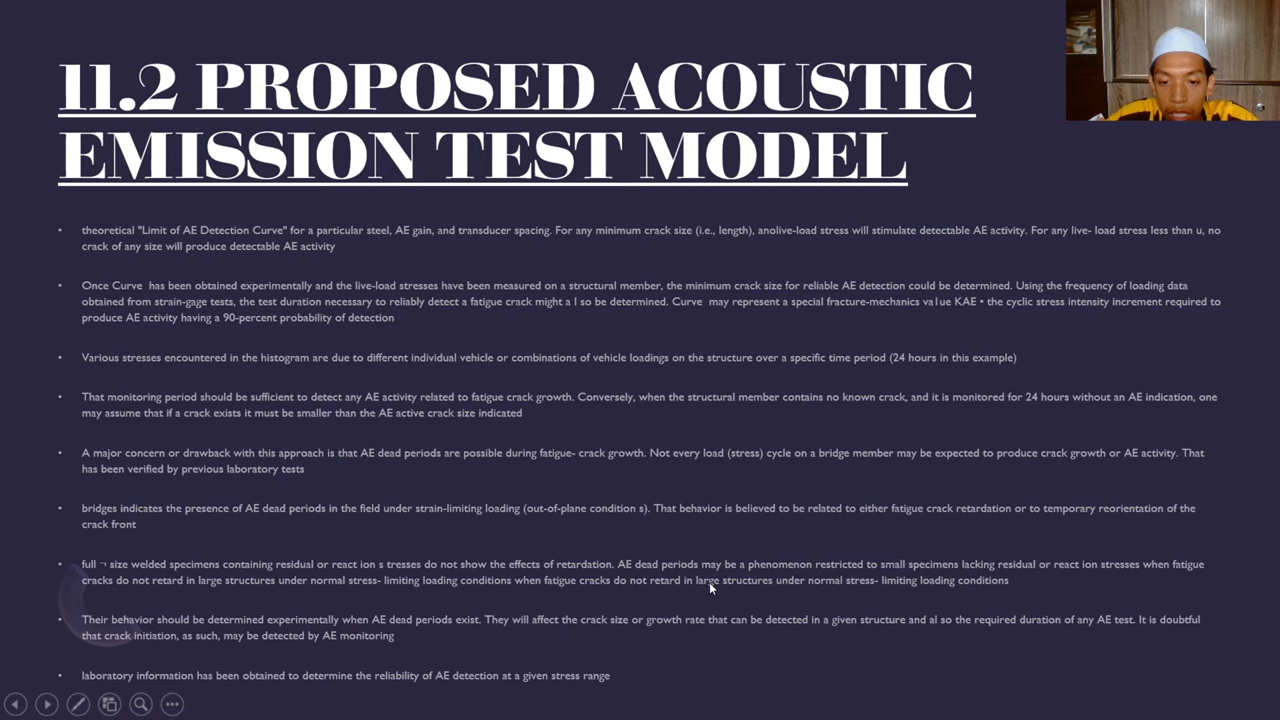 11.2 PROPOSED ACOUSTIC
EMISSION TEST MODEL
• theoretical "Limit of AE Detection Curve" for a particular steel, AE gain, and transducer spacing. For any minimum crack size (i.e., length), anolive-load stress will stimulate detectable AE activity. For any live- load stress less than u, no
crack of any size will produce detectable AE activity
• Once Curve has been obtained experimentally and the live-load stresses have been measured on a structural member, the minimum crack size for reliable AE detection could be determined. Using the frequency of loading data
obtained from strain-gage tests, the test duration necessary to reliably detect a fatigue crack might a l so be determined. Curve may represent a special fracture-mechanics va1ue KAE • the cyclic stress intensity increment required to
produce AE activity having a 90-percent probability of detection
• Various stresses encountered in the histogram are due to different individual vehicle or combinations of vehicle loadings on the structure over a specific time period (24 hours in this example)
• That monitoring period should be sufficient to detect any AE activity related to fatigue crack growth. Conversely, when the structural member contains no known crack, and it is monitored for 24 hours without an AE indication, one
may assume that if a crack exists it must be smaller than the AE active crack size indicated
• A major concern or drawback with this approach is that AE dead periods are possible during fatigue- crack growth. Not every load (stress) cycle on a bridge member may be expected to produce crack growth or AE activity. That
has been verified by previous laboratory tests
• bridges indicates the presence of AE dead periods in the field under strain-limiting loading (out-of-plane condition s). That behavior is believed to be related to either fatigue crack retardation or to temporary reorientation of the
crack front
• full ¬ size welded specimens containing residual or react ion s tresses do not show the effects of retardation. AE dead periods may be a phenomenon restricted to small specimens lacking residual or react ion stresses when fatigue
cracks do not retard in large structures under normal stress- limiting loading conditions when fatigue cracks do not retard in large structures under normal stress- limiting loading conditions
• Their behavior should be determined experimentally when AE dead periods exist. They will affect the crack size or growth rate that can be detected in a given structure and al so the required duration of any AE test. It is doubtful
that crack initiation, as such, may be detected by AE monitoring
• laboratory information has been obtained to determine the reliability of AE detection at a given stress range